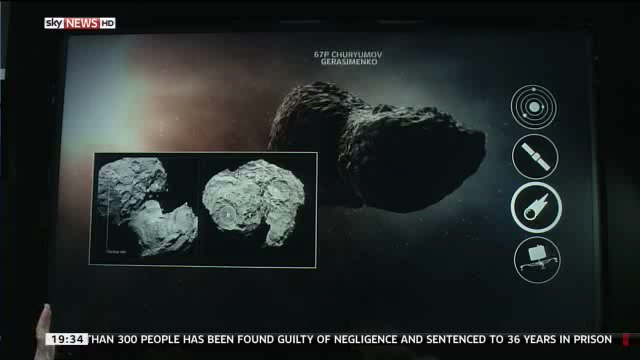 sky NEWS HD
67P CHURYUMOV
GERASIMENKO
19:34
THAN 300 PEOPLE HAS BEEN FOUND GUILTY OF NEGLIGENCE AND SENTENCED TO 36 YEARS IN PRISON